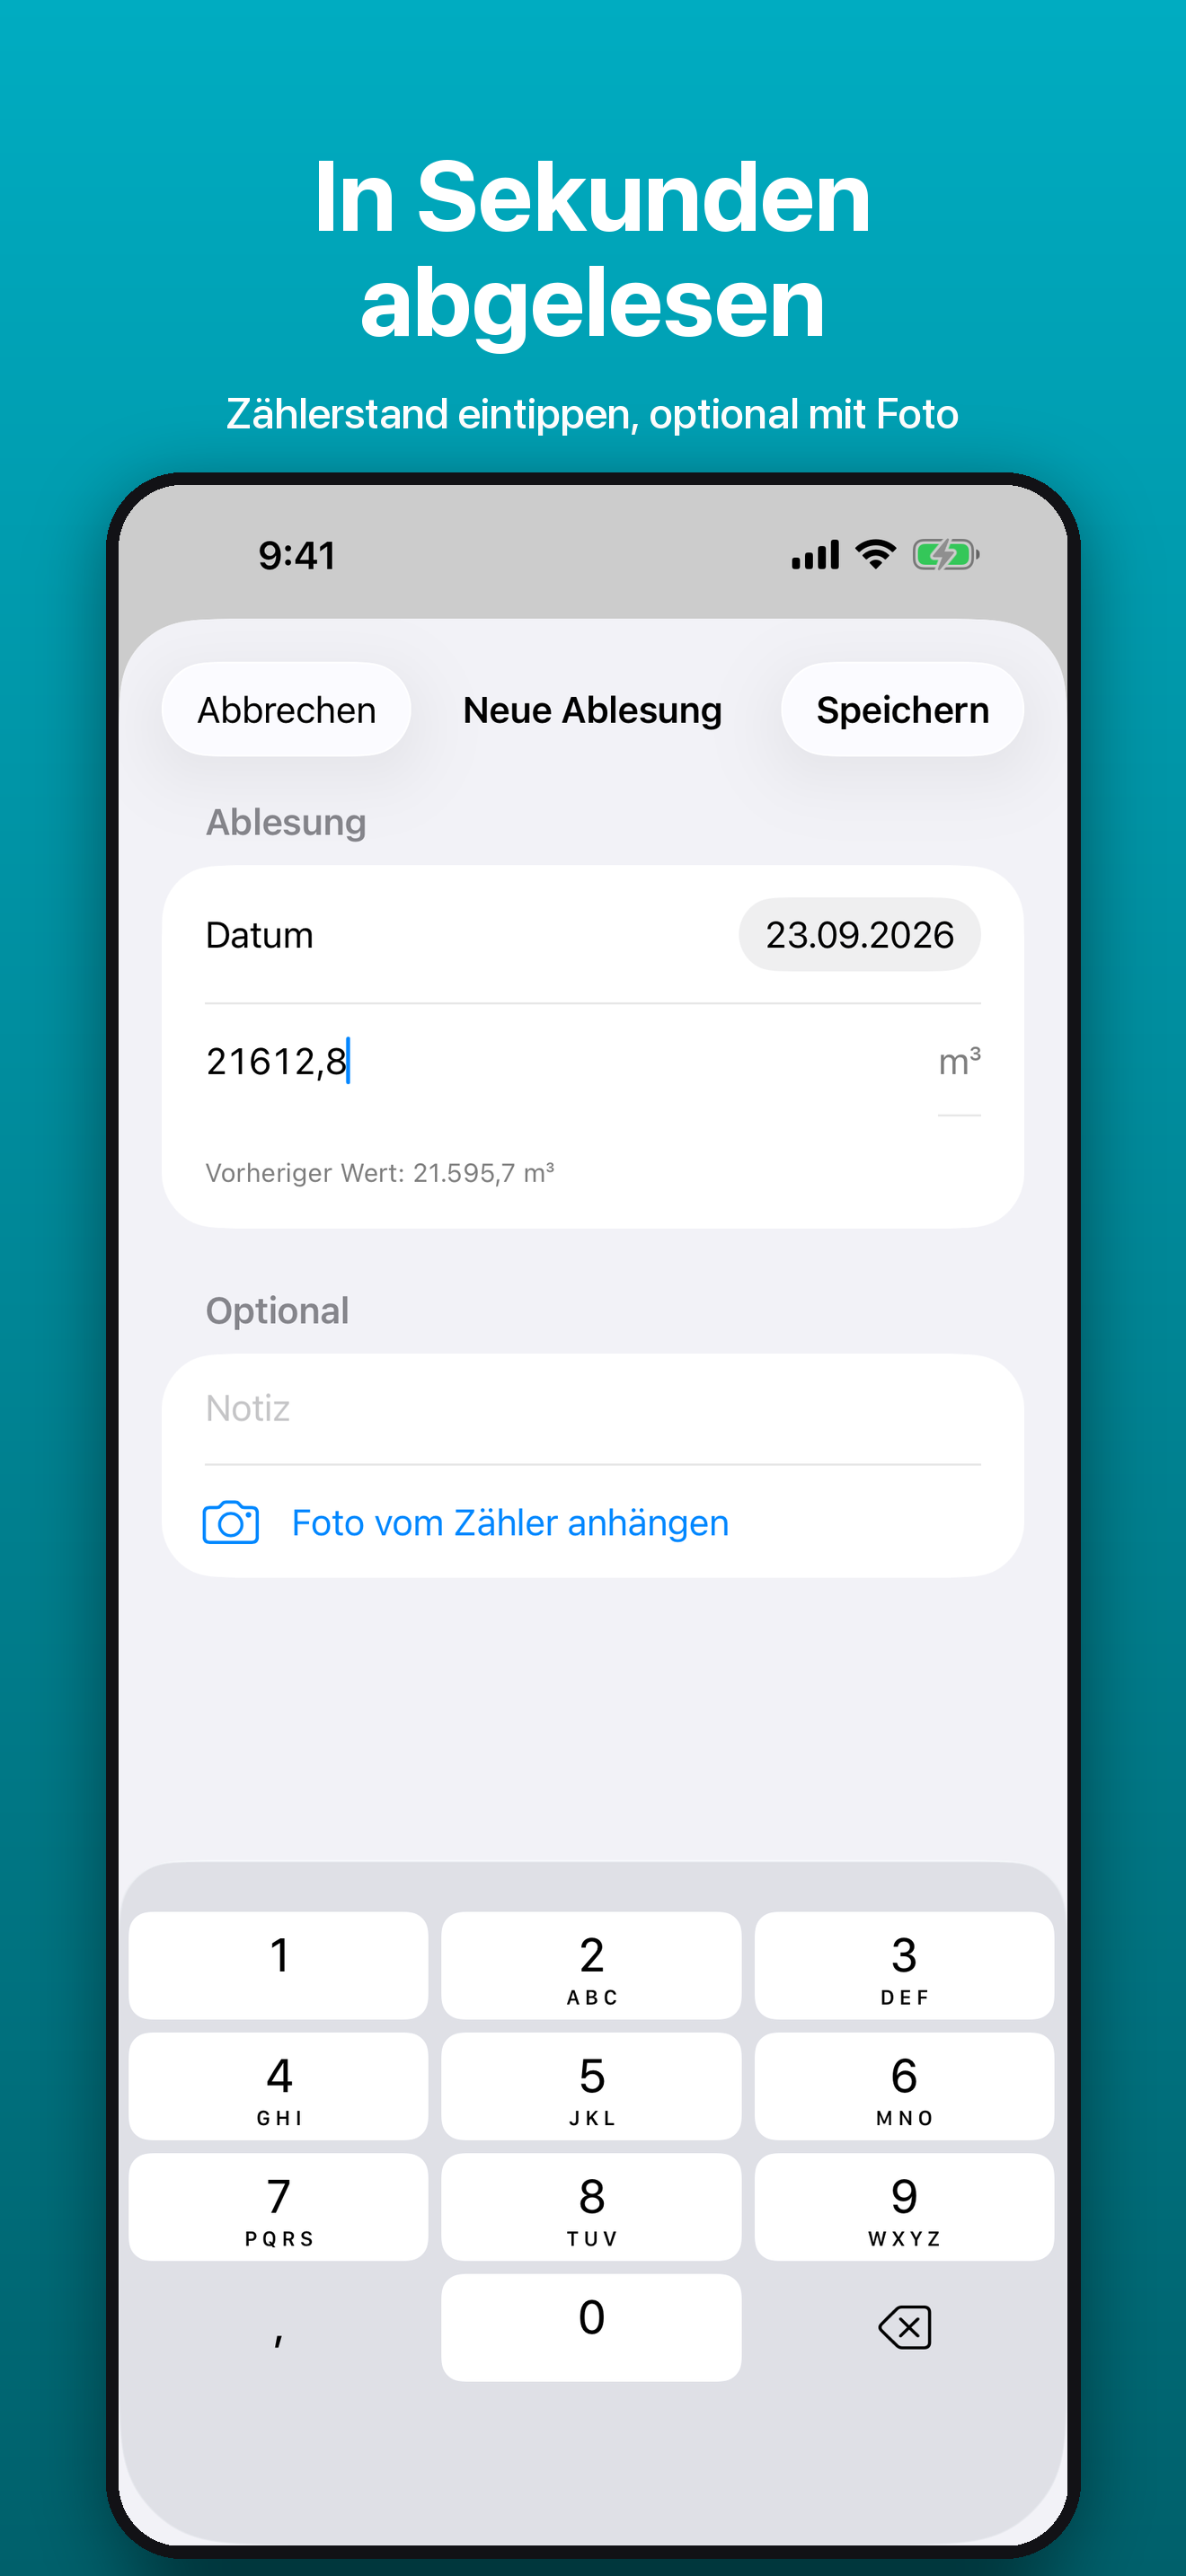 In Sekunden
abgelesen
Zählerstand eintippen, optional mit Foto
9:41
Abbrechen
Neue Ablesung
Speichern
Ablesung
Datum
23.09.2026
21612,8
m³
Vorheriger Wert: 21.595,7 m³
Optional
Notiz
Foto vom Zähler anhängen
1
2
3
ABC
DEF
4
5
6
GHI
JKL
MNO
7
8
9
PQRS
TUV
WXYZ
,
0